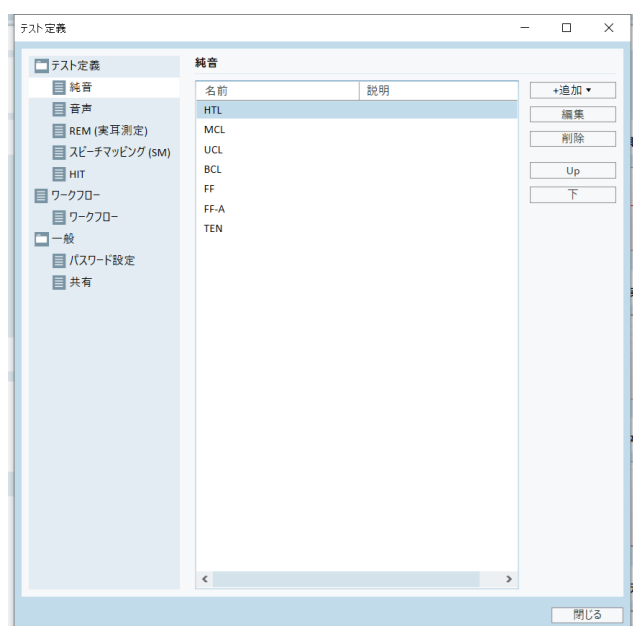 テスト定義
テスト定義
純音
音声
REM (実耳測定)
スピーチマッピング (SM)
HIT
ワークフロー
ワークフロー
一般
パスワード設定
共有
純音
名前 説明
HTL
MCL
UCL
BCL
FF
FF-A
TEN
+追加
編集
削除
Up
下
閉じる